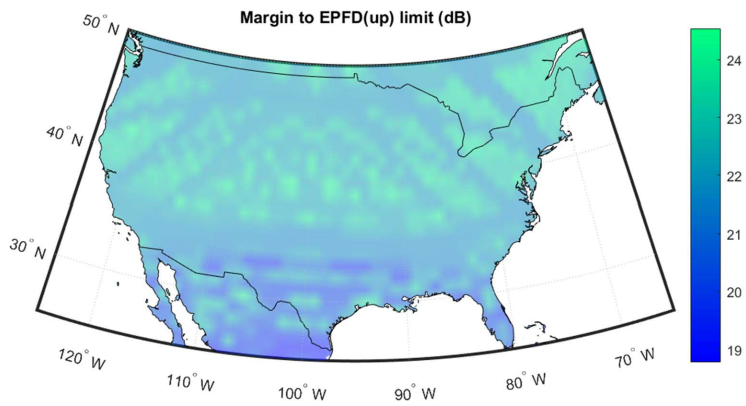 Margin to EPFD(up) limit (dB)
50° N
40° N
30° N
120° W
110° W
100° W
90° W
80° W
70° W
24
23
22
21
20
19